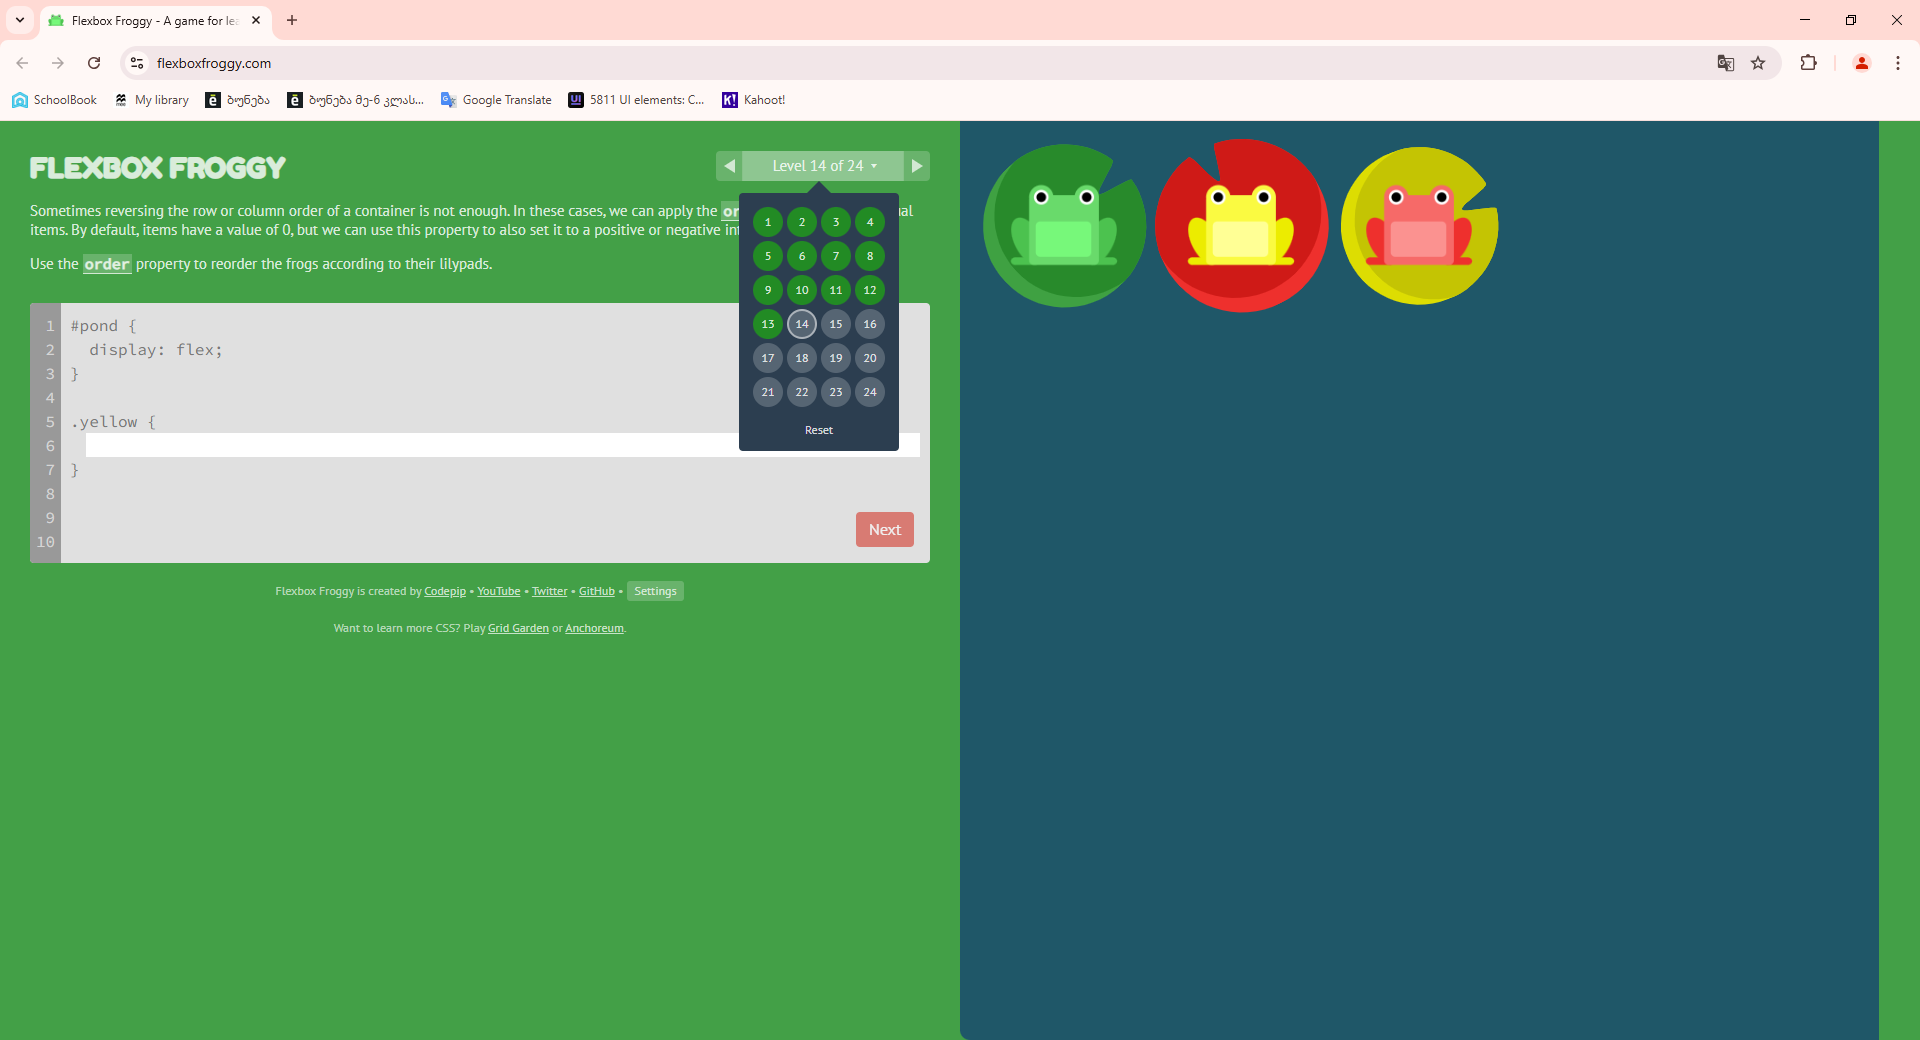 Flexbox Froggy - A game for le
flexboxfroggy.com
SchoolBook
My library
ბუნება
ბუნება მე-6 კლას...
Google Translate
5811 UI elements: C...
Kahoot!
FLEXBOX FROGGY
Level 14 of 24
Sometimes reversing the row or column order of a container is not enough. In these cases, we can apply the or
items. By default, items have a value of 0, but we can use this property to also set it to a positive or negative
Use the order property to reorder the frogs according to their lilypads.
1 2 3 4
5 6 7 8
9 10 11 12
13 14 15 16
17 18 19 20
21 22 23 24
Reset
1 #pond {
2 display: flex;
3 }
4
5 .yellow {
6
7 }
8
9
10
Next
Flexbox Froggy is created by Codepip • YouTube • Twitter • GitHub • Settings
Want to learn more CSS? Play Grid Garden or Anchoreum.